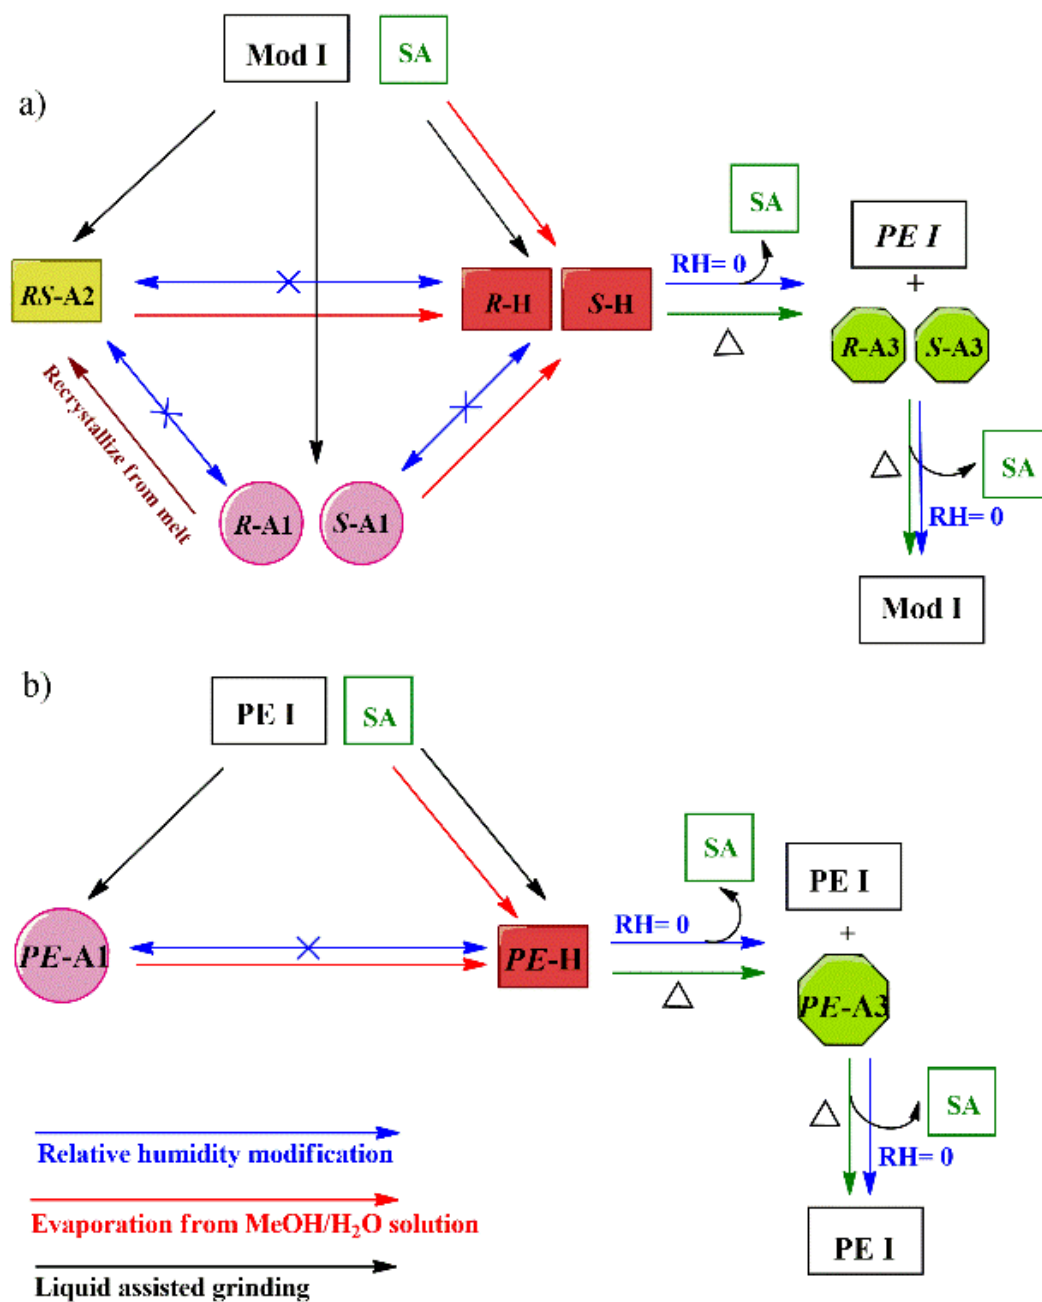 a)
Mod I
SA
SA
PE I
RS-A2
R-H
S-H
RH= 0
+
△
R-A3
S-A3
Recrystallize from melt
△
SA
RH= 0
R-A1
S-A1
Mod I
b)
PE I
SA
SA
PE I
PE-A1
PE-H
RH= 0
+
△
PE-A3
△
SA
RH= 0
Relative humidity modification
Evaporation from MeOH/H₂O solution
PE I
Liquid assisted grinding